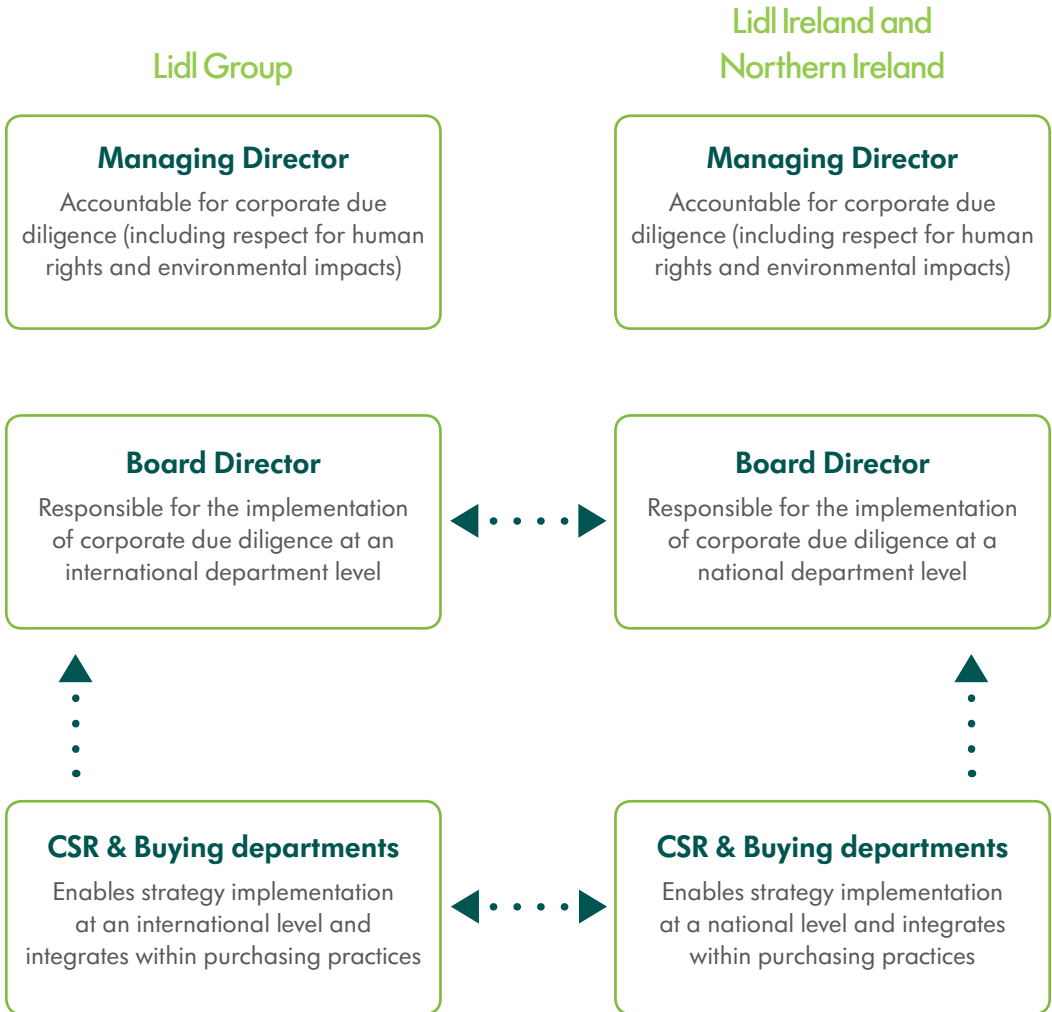 Lidl Group
Lidl Ireland and
Northern Ireland
Managing Director
Accountable for corporate due
diligence (including respect for human
rights and environmental impacts)
Managing Director
Accountable for corporate due
diligence (including respect for human
rights and environmental impacts)
Board Director
Responsible for the implementation
of corporate due diligence at an
international department level
Board Director
Responsible for the implementation
of corporate due diligence at a
national department level
CSR & Buying departments
Enables strategy implementation
at an international level and
integrates within purchasing practices
CSR & Buying departments
Enables strategy implementation
at a national level and integrates
within purchasing practices